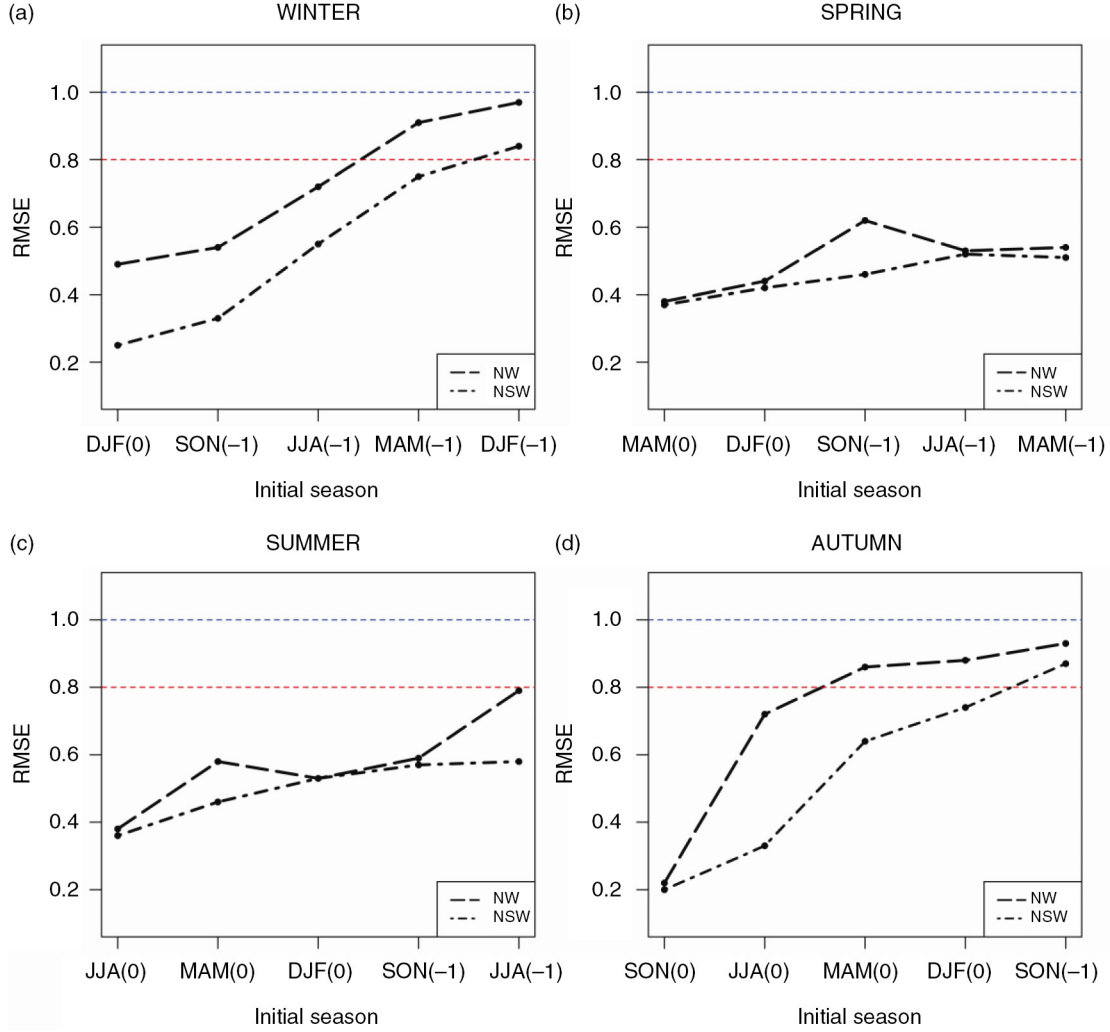 (a) WINTER
1.0
0.8
0.6
0.4
0.2
RMSE
NW
NSW
DJF(0) SON(–1) JJA(–1) MAM(–1) DJF(–1)
Initial season
(b) SPRING
1.0
0.8
0.6
0.4
0.2
RMSE
NW
NSW
MAM(0) DJF(0) SON(–1) JJA(–1) MAM(–1)
Initial season
(c) SUMMER
1.0
0.8
0.6
0.4
0.2
RMSE
NW
NSW
JJA(0) MAM(0) DJF(0) SON(–1) JJA(–1)
Initial season
(d) AUTUMN
1.0
0.8
0.6
0.4
0.2
RMSE
NW
NSW
SON(0) JJA(0) MAM(0) DJF(0) SON(–1)
Initial season